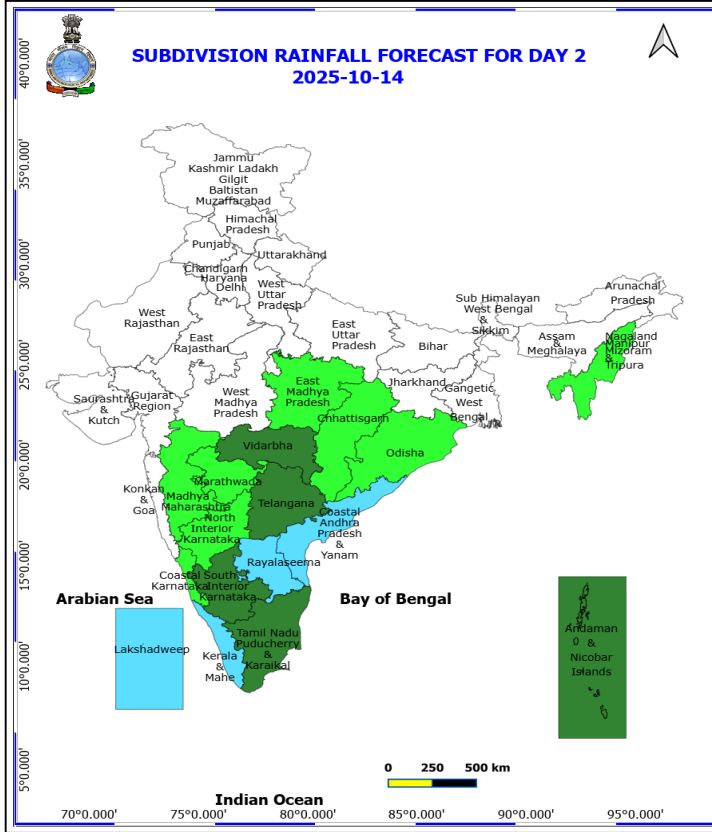 SUBDIVISION RAINFALL FORECAST FOR DAY 2
2025-10-14
40°0.000'
35°0.000'
30°0.000'
25°0.000'
20°0.000'
15°0.000'
10°0.000'
5°0.000'
Jammu
Kashmir Ladakh
Gilgit
Baltistan
Muzaffarabad
Himachal
Pradesh
Punjab
Uttarakhand
Chandigarh
Haryana
Delhi
West
Uttar
Pradesh
West
Rajasthan
East
Rajasthan
East
Uttar
Pradesh
Bihar
Sub Himalayan
West Bengal
&
Sikkim
Arunachal
Pradesh
Assam
&
Meghalaya
Nagaland
Manipur
Mizoram
&
Tripura
Saurashtra
&
Kutch
Gujarat
Region
West
Madhya
Pradesh
East
Madhya
Pradesh
Jharkhand
Gangetic
West
Bengal
Chhattisgarh
Odisha
Vidarbha
Konkan
&
Goa
Madhya
Maharashtra
Marathwada
Telangana
North
Interior
Karnataka
Coastal
Andhra
Pradesh
&
Yanam
Rayalaseema
Coastal
Karnataka
South
Interior
Karnataka
Arabian Sea
Bay of Bengal
Lakshadweep
Kerala
&
Mahe
Tamil Nadu
Puducherry
&
Karaikal
Andaman
&
Nicobar
Islands
0 250 500 km
Indian Ocean
70°0.000' 75°0.000' 80°0.000' 85°0.000' 90°0.000' 95°0.000'